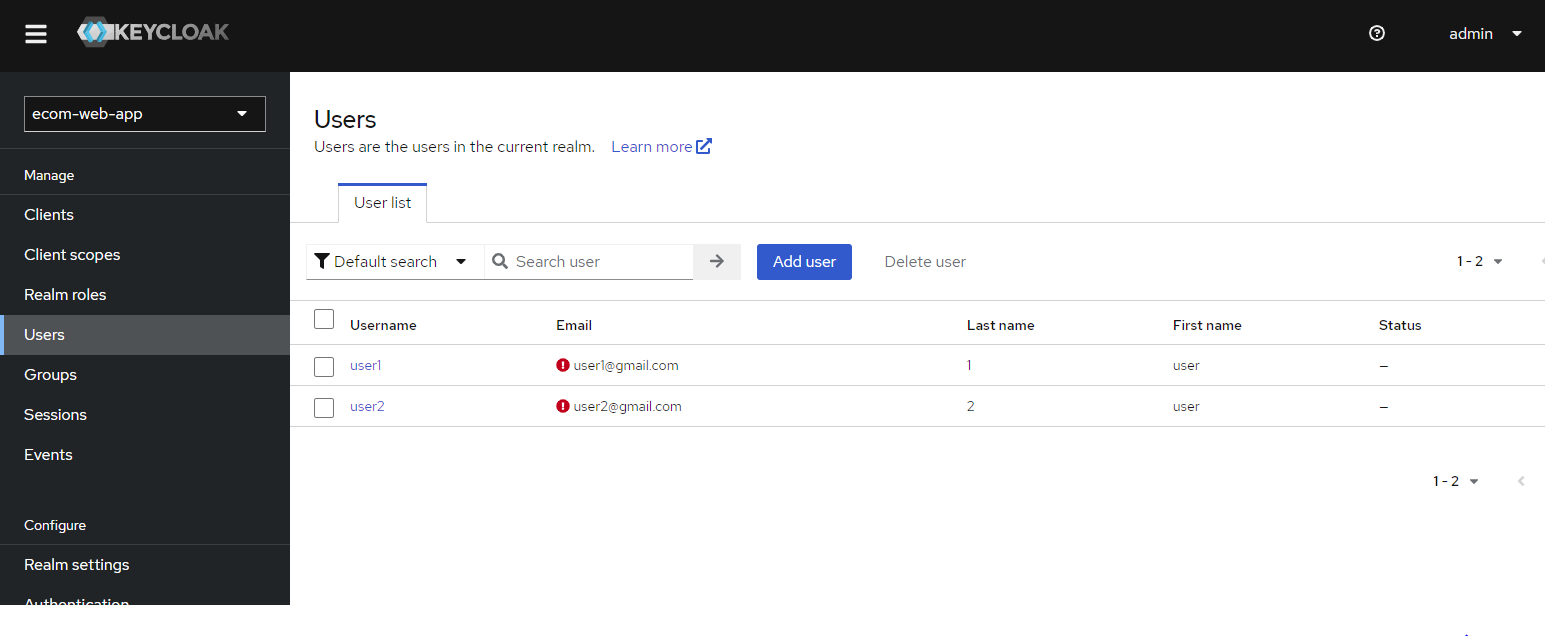 KEYCLOAK
admin
ecom-web-app
Manage
Clients
Client scopes
Realm roles
Users
Groups
Sessions
Events
Configure
Realm settings
Authentication
Users
Users are the users in the current realm. Learn more
User list
Default search Search user Add user Delete user 1 - 2
Username Email Last name First name Status
user1 user1@gmail.com 1 user –
user2 user2@gmail.com 2 user –
1 - 2